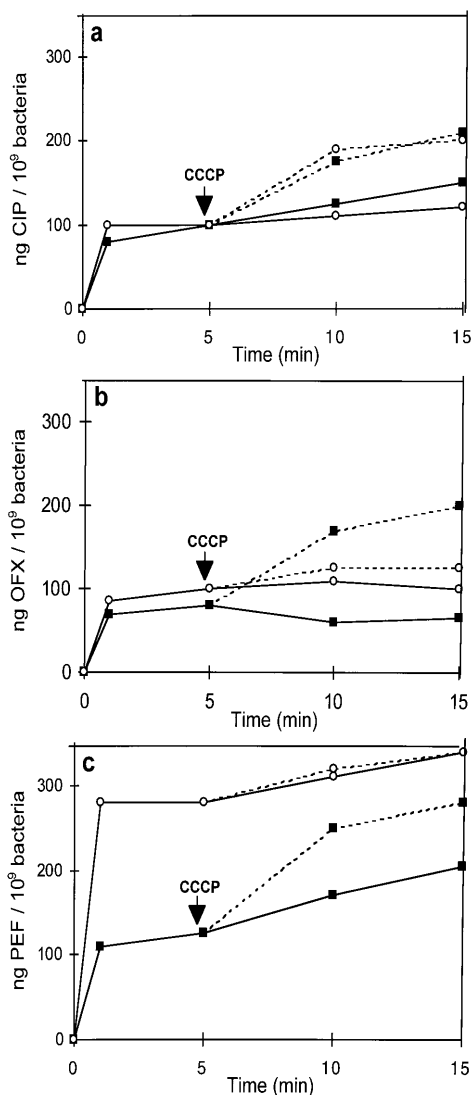 a
300
200
100
0
ng CIP / 10⁹ bacteria
CCCP
0 5 10 15
Time (min)
b
300
200
100
0
ng OFX / 10⁹ bacteria
CCCP
0 5 10 15
Time (min)
c
300
200
100
0
ng PEF / 10⁹ bacteria
CCCP
0 5 10 15
Time (min)